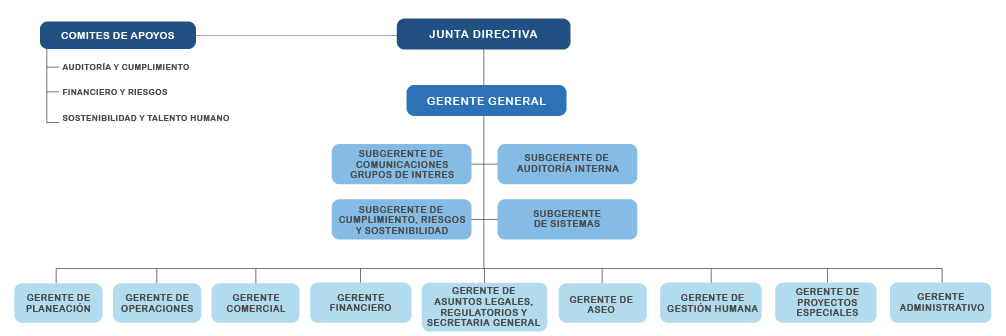 COMITES DE APOYOS
JUNTA DIRECTIVA
AUDITORÍA Y CUMPLIMIENTO
FINANCIERO Y RIESGOS
SOSTENIBILIDAD Y TALENTO HUMANO
GERENTE GENERAL
SUBGERENTE DE
COMUNICACIONES
GRUPOS DE INTERES
SUBGERENTE DE
AUDITORÍA INTERNA
SUBGERENTE DE
CUMPLIMIENTO, RIESGOS
Y SOSTENIBILIDAD
SUBGERENTE
DE SISTEMAS
GERENTE DE
PLANEACIÓN
GERENTE DE
OPERACIONES
GERENTE
COMERCIAL
GERENTE
FINANCIERO
GERENTE DE
ASUNTOS LEGALES,
REGULATORIOS Y
SECRETARIA GENERAL
GERENTE DE
ASEO
GERENTE DE
GESTIÓN HUMANA
GERENTE DE
PROYECTOS
ESPECIALES
GERENTE
ADMINISTRATIVO